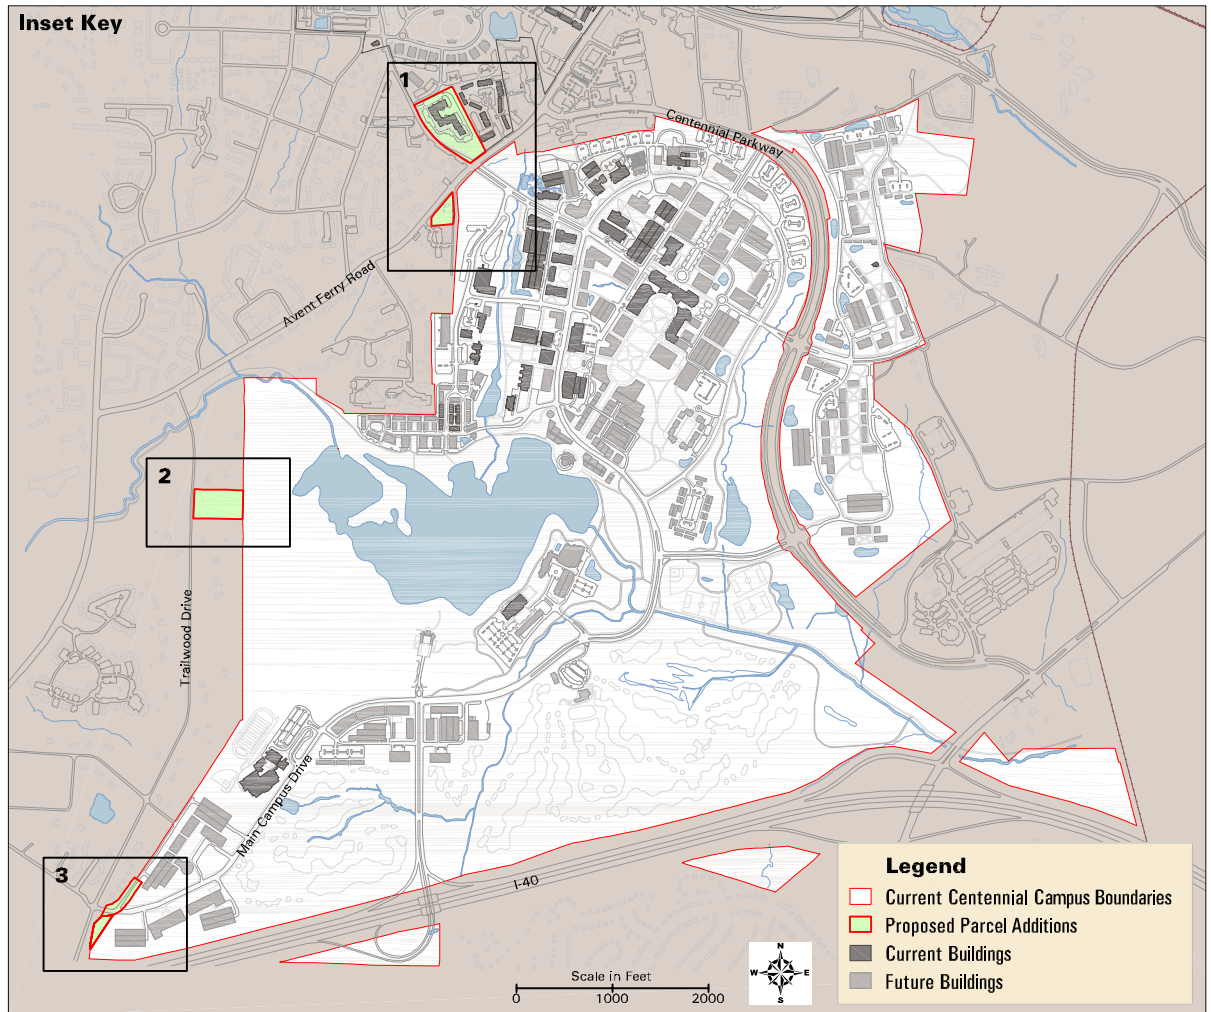 Inset Key
1
Centennial Parkway
Avent Ferry Road
2
Trailwood Drive
Main Campus Drive
3
I-40
Legend
Current Centennial Campus Boundaries
Proposed Parcel Additions
Current Buildings
Future Buildings
Scale in Feet
0 1000 2000
N
W E
S